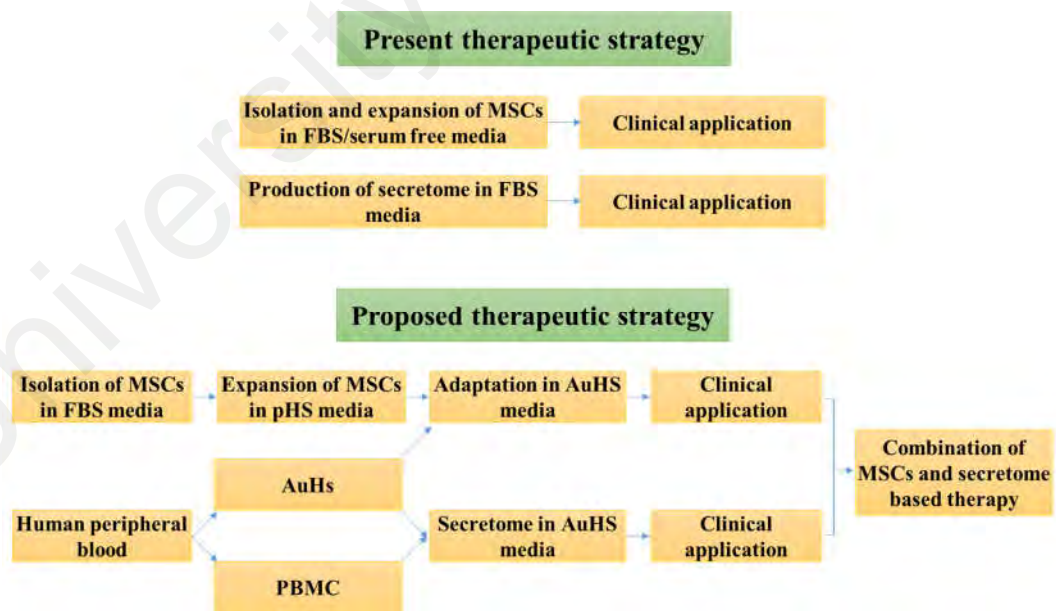 Present therapeutic strategy
Isolation and expansion of MSCs
in FBS/serum free media
Clinical application
Production of secretome in FBS
media
Clinical application
Proposed therapeutic strategy
Isolation of MSCs
in FBS media
Expansion of MSCs
in pHS media
Adaptation in AuHS
media
Clinical
application
AuHs
Human peripheral
blood
PBMC
Secretome in AuHS
media
Clinical
application
Combination of
MSCs and secretome
based therapy